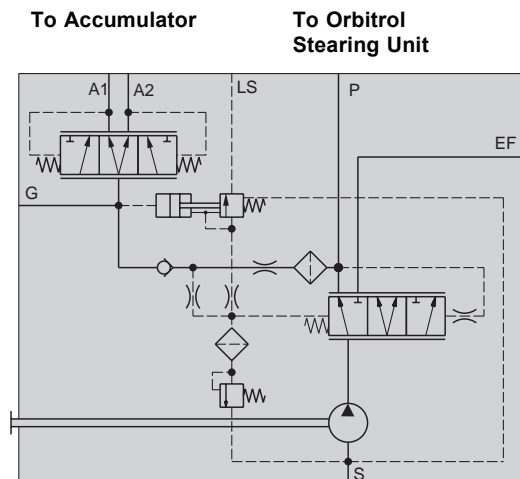 To Accumulator
To Orbitrol
Stearing Unit
A1
A2
LS
P
EF
G
S